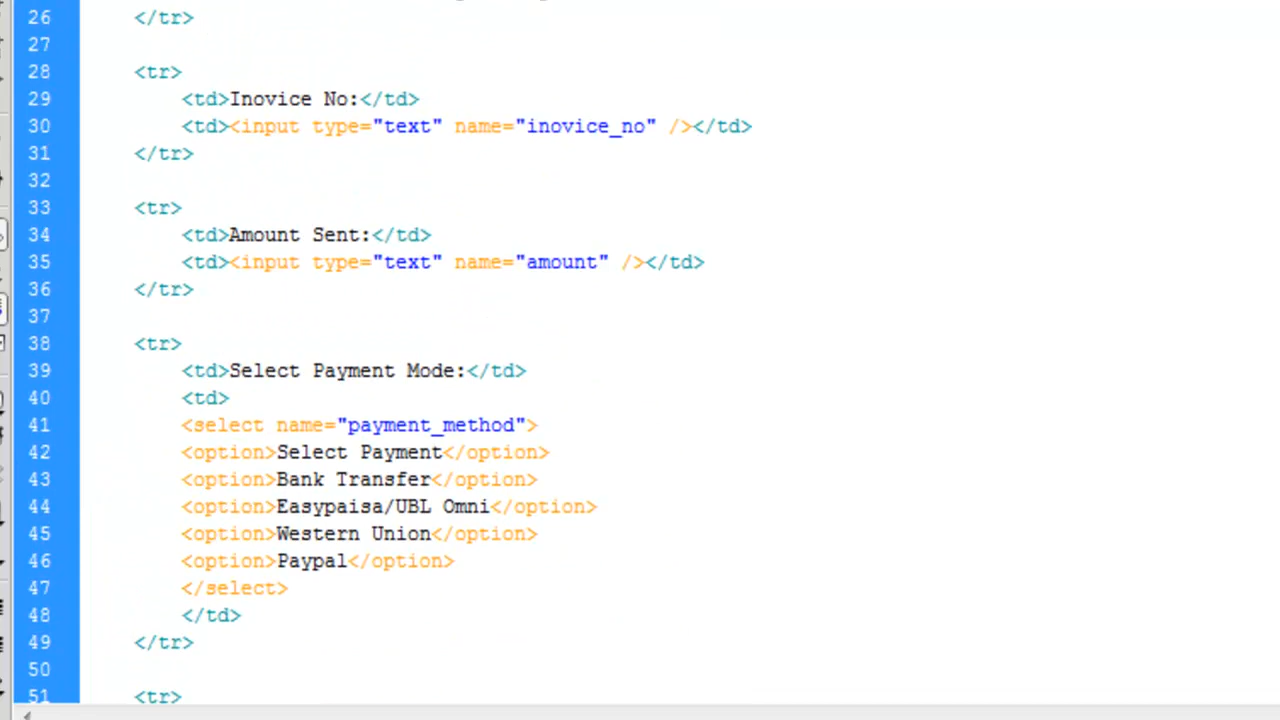 26 </tr>
27
28 <tr>
29 <td>Inovice No:</td>
30 <td><input type="text" name="inovice_no" /></td>
31 </tr>
32
33 <tr>
34 <td>Amount Sent:</td>
35 <td><input type="text" name="amount" /></td>
36 </tr>
37
38 <tr>
39 <td>Select Payment Mode:</td>
40 <td>
41 <select name="payment_method">
42 <option>Select Payment</option>
43 <option>Bank Transfer</option>
44 <option>Easypaisa/UBL Omni</option>
45 <option>Western Union</option>
46 <option>Paypal</option>
47 </select>
48 </td>
49 </tr>
50
51 <tr>